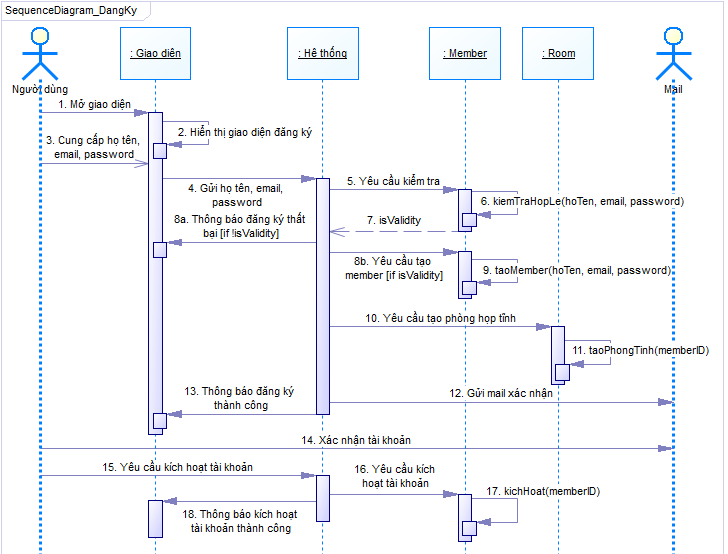 SequenceDiagram_DangKy
: Giao diên
: Hê thống
: Member
: Room
Người dùng
Mail
1. Mở giao diện
2. Hiển thị giao diện đăng ký
3. Cung cấp họ tên,
email, password
4. Gửi họ tên, email,
password
5. Yêu cầu kiểm tra
6. kiemTraHopLe(hoTen, email, password)
7. isValidity
8a. Thông báo đăng ký thất
bại [if !isValidity]
8b. Yêu cầu tạo
member [if isValidity]
9. taoMember(hoTen, email, password)
10. Yêu cầu tạo phòng họp tĩnh
11. taoPhongTinh(memberID)
12. Gửi mail xác nhận
13. Thông báo đăng ký
thành công
14. Xác nhận tài khoản
15. Yêu cầu kích hoạt tài khoản
16. Yêu cầu kích
hoạt tài khoản
17. kichHoat(memberID)
18. Thông báo kích hoạt
tài khoản thành công